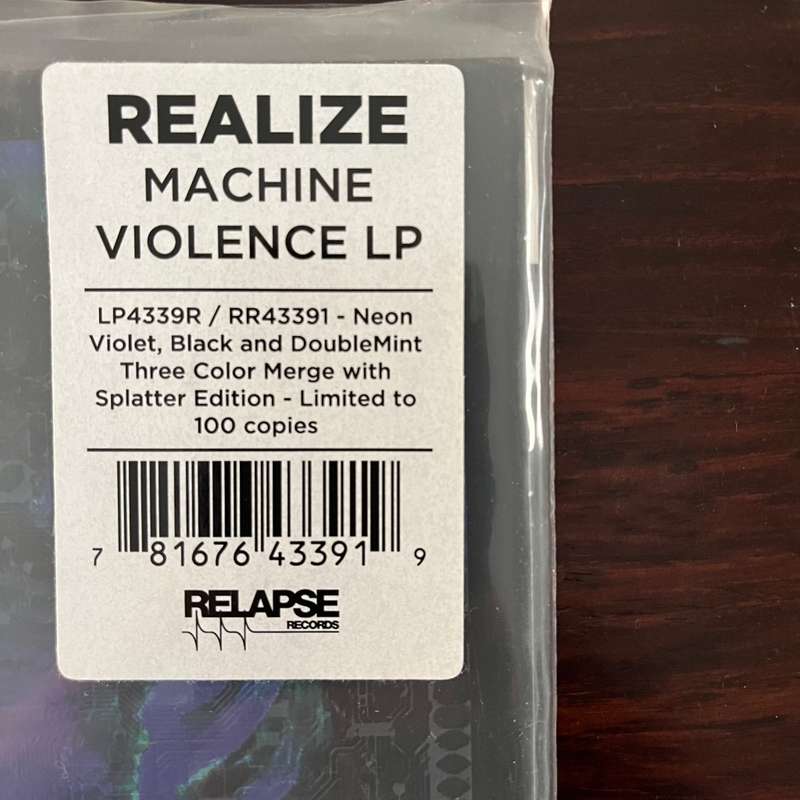 REALIZE
MACHINE
VIOLENCE LP
LP4339R / RR43391 - Neon
Violet, Black and DoubleMint
Three Color Merge with
Splatter Edition - Limited to
100 copies
7 81676 43391 9
RELAPSE
RECORDS